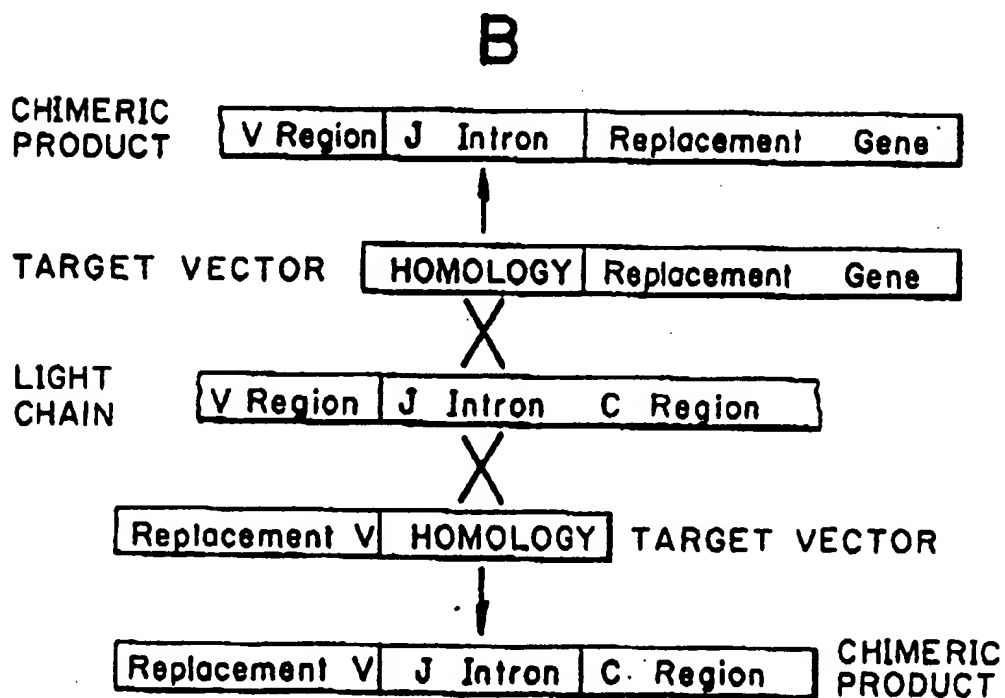 B
CHIMERIC
PRODUCT
V Region J Intron Replacement Gene
TARGET VECTOR
HOMOLOGY Replacement Gene
LIGHT
CHAIN
V Region J Intron C Region
Replacement V HOMOLOGY
TARGET VECTOR
Replacement V J Intron C Region
CHIMERIC
PRODUCT